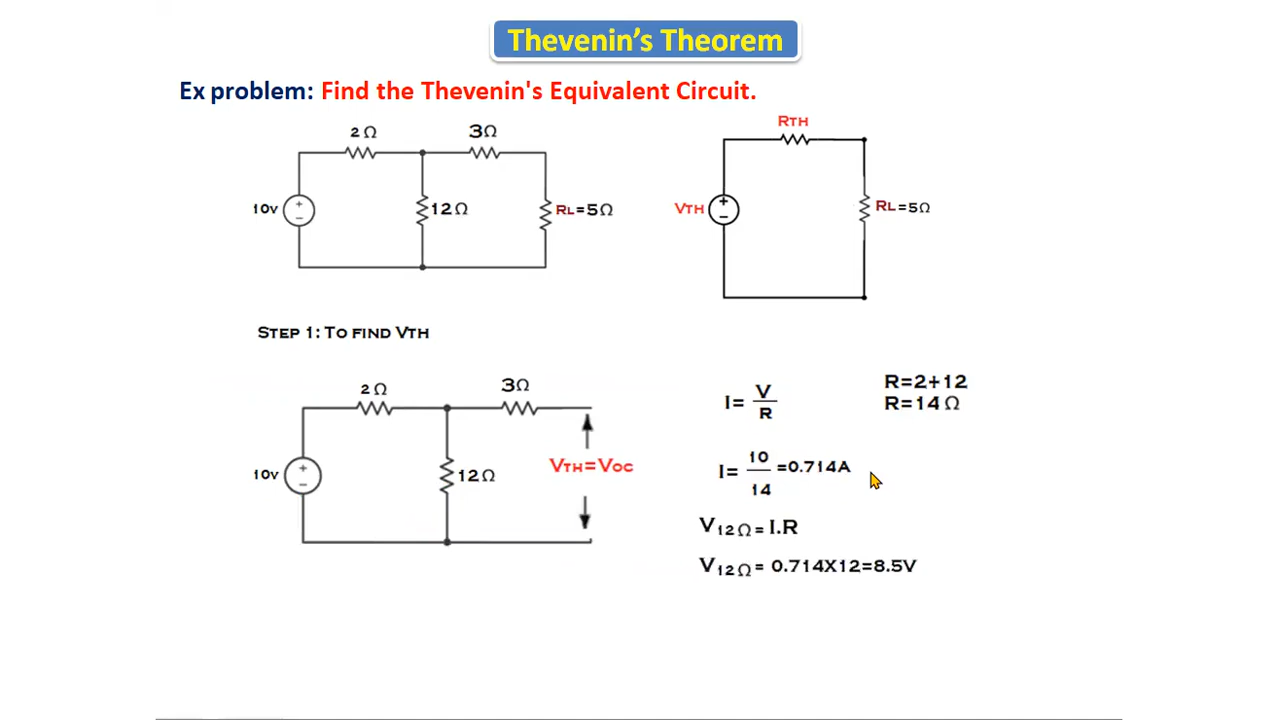 Thevenin's Theorem
Ex problem: Find the Thevenin's Equivalent Circuit.
2Ω
3Ω
10v
12Ω
RL=5Ω
RTH
VTH
RL=5Ω
STEP 1: TO FIND VTH
2Ω
3Ω
10v
12Ω
VTH=VOC
I= V/R
R=2+12
R=14Ω
I= 10/14 =0.714A
V12Ω = I.R
V12Ω = 0.714X12=8.5V